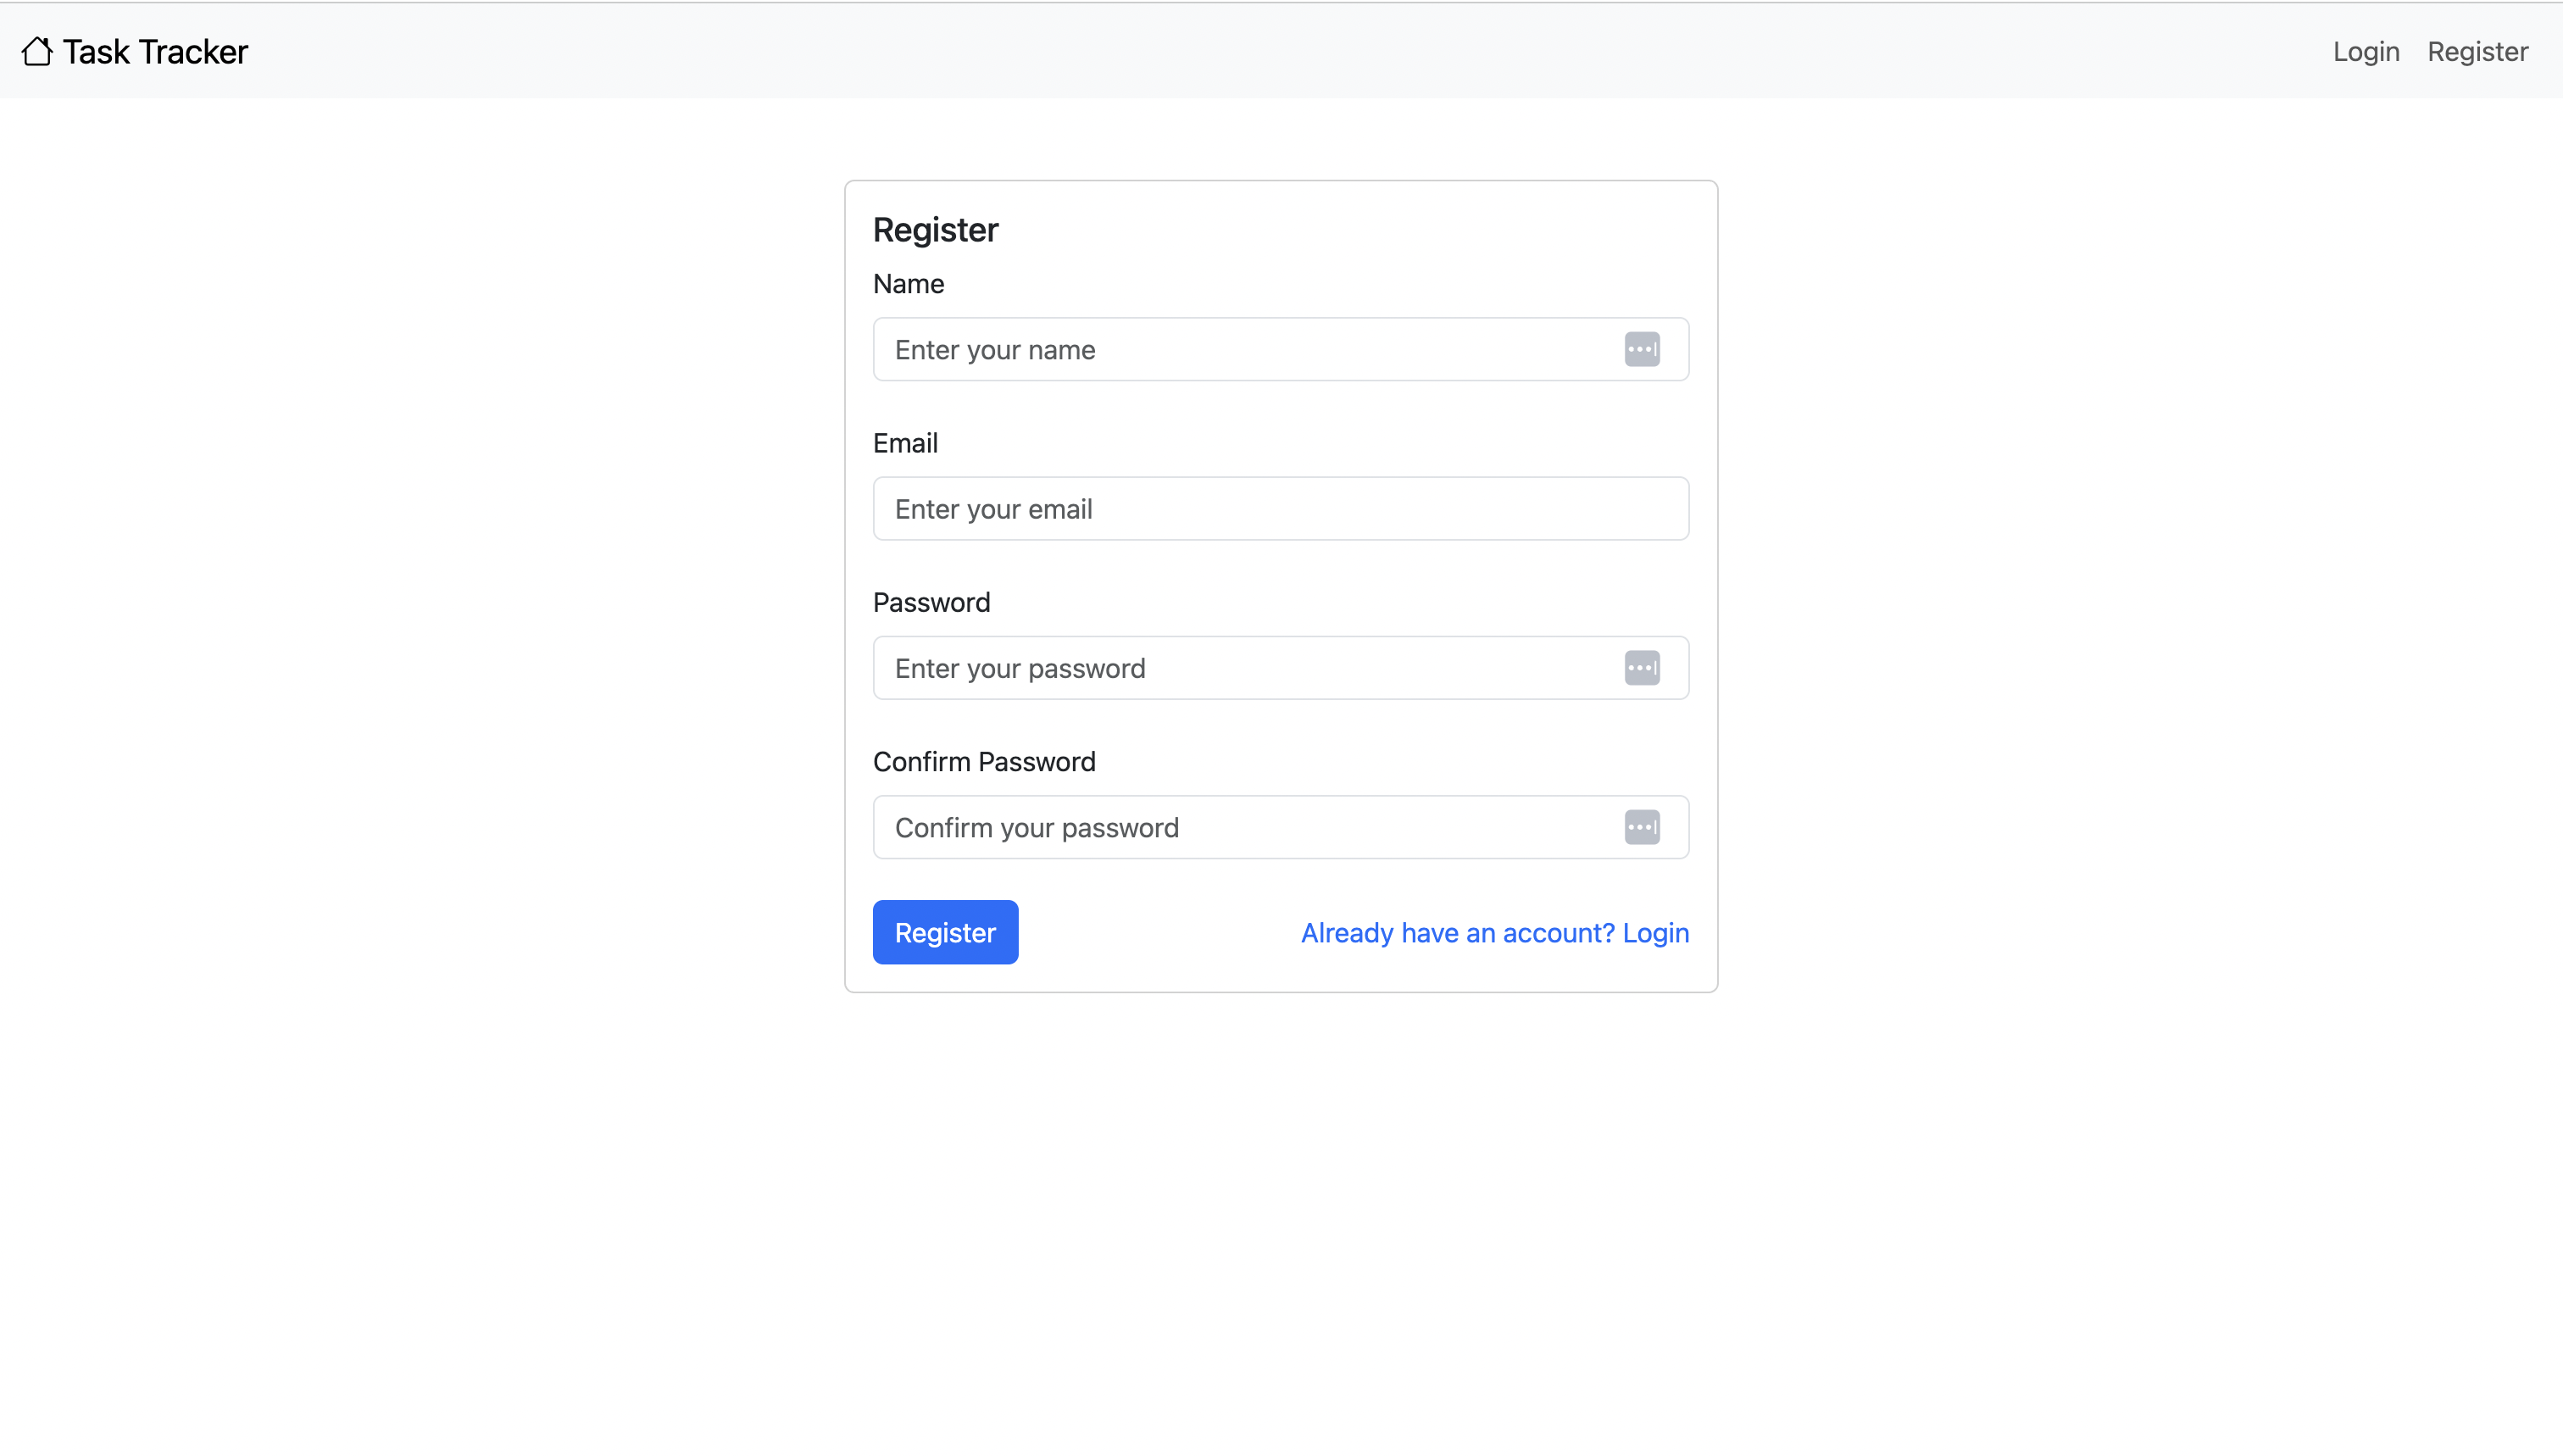 Task Tracker
Login
Register
Register
Name
Enter your name
Email
Enter your email
Password
Enter your password
Confirm Password
Confirm your password
Register
Already have an account? Login